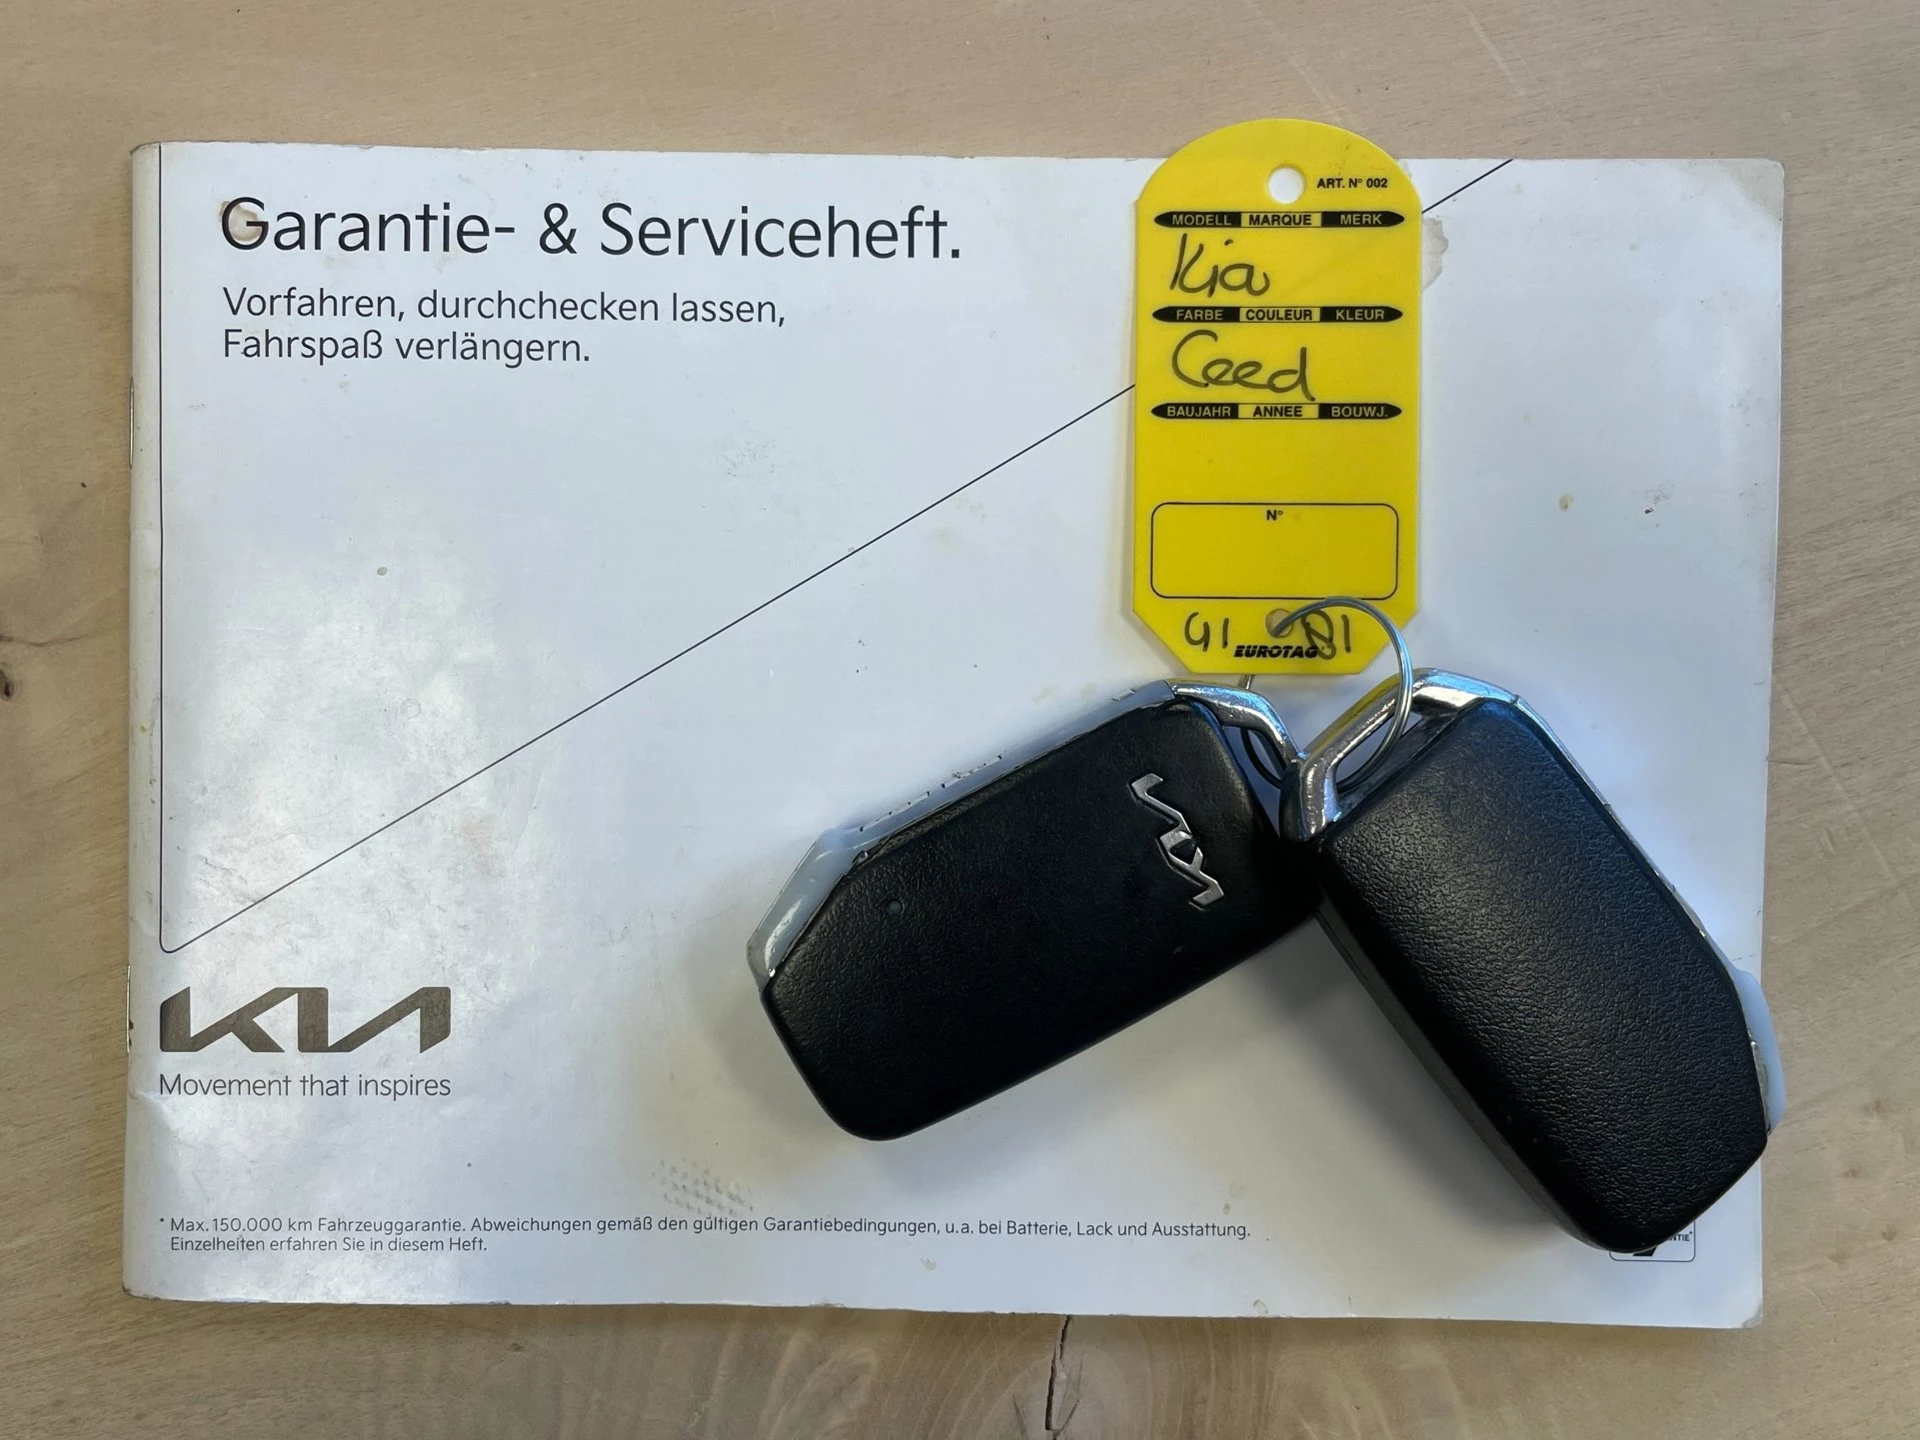 Garantie- & Serviceheft.
Vorfahren, durchchecken lassen,
Fahrspaß verlängern.
ART. N° 002
MODELL MARQUE MERK
Kia
FARBE COULEUR KLEUR
Ceed
BAUJAHR ANNEE BOUWJ.
N°
EUROTAG
KIA
KIA
Movement that inspires
* Max. 150.000 km Fahrzeuggarantie. Abweichungen gemäß den gültigen Garantiebedingungen, u.a. bei Batterie, Lack und Ausstattung.
Einzelheiten erfahren Sie in diesem Heft.